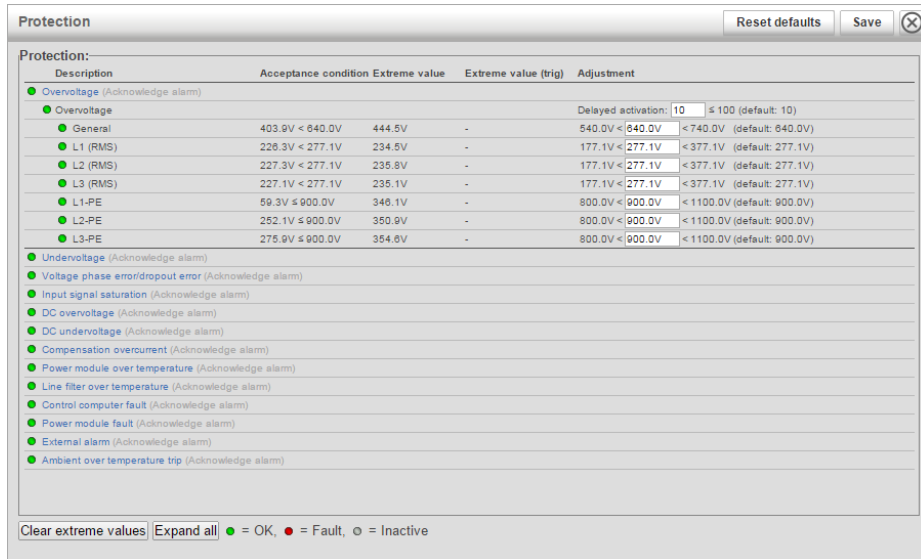 Protection Reset defaults Save
Protection:
Description Acceptance condition Extreme value Extreme value (trig) Adjustment
Overvoltage (Acknowledge alarm)
Overvoltage Delayed activation: 10 ≤ 100 (default: 10)
General 403.9V < 640.0V 444.5V - 540.0V < 640.0V < 740.0V (default: 640.0V)
L1 (RMS) 226.3V < 277.1V 234.5V - 177.1V < 277.1V < 377.1V (default: 277.1V)
L2 (RMS) 227.3V < 277.1V 235.8V - 177.1V < 277.1V < 377.1V (default: 277.1V)
L3 (RMS) 227.1V < 277.1V 235.1V - 177.1V < 277.1V < 377.1V (default: 277.1V)
L1-PE 59.3V ≤ 900.0V 346.1V - 800.0V < 900.0V < 1100.0V (default: 900.0V)
L2-PE 252.1V ≤ 900.0V 350.9V - 800.0V < 900.0V < 1100.0V (default: 900.0V)
L3-PE 275.9V ≤ 900.0V 354.6V - 800.0V < 900.0V < 1100.0V (default: 900.0V)
Undervoltage (Acknowledge alarm)
Voltage phase error/dropout error (Acknowledge alarm)
Input signal saturation (Acknowledge alarm)
DC overvoltage (Acknowledge alarm)
DC undervoltage (Acknowledge alarm)
Compensation overcurrent (Acknowledge alarm)
Power module over temperature (Acknowledge alarm)
Line filter over temperature (Acknowledge alarm)
Control computer fault (Acknowledge alarm)
Power module fault (Acknowledge alarm)
External alarm (Acknowledge alarm)
Ambient over temperature trip (Acknowledge alarm)
Clear extreme values Expand all = OK, = Fault, = Inactive